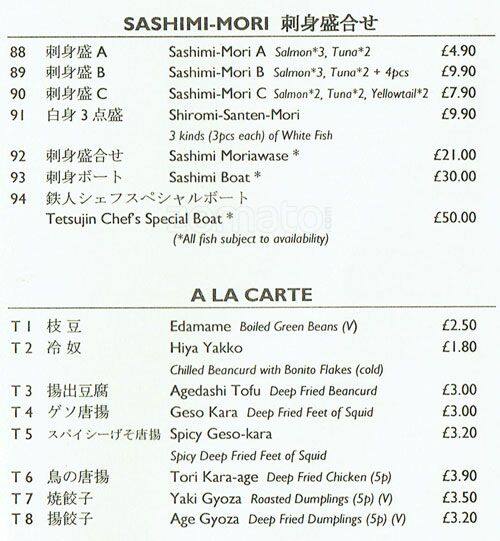 SASHIMI-MORI 刺身盛合せ
88 刺身盛 A Sashimi-Mori A Salmon*3, Tuna*2 £4.90
89 刺身盛 B Sashimi-Mori B Salmon*3, Tuna*2 + 4pcs £9.90
90 刺身盛 C Sashimi-Mori C Salmon*2, Tuna*2, Yellowtail*2 £7.90
91 白身3点盛 Shiromi-Santen-Mori £9.90
3 kinds (3pcs each) of White Fish
92 刺身盛合せ Sashimi Moriawase * £21.00
93 刺身ボート Sashimi Boat * £30.00
94 鉄人シェフスペシャルボート
Tetsujin Chef's Special Boat * £50.00
(*All fish subject to availability)
A LA CARTE
T 1 枝豆 Edamame Boiled Green Beans (V) £2.50
T 2 冷奴 Hiya Yakko £1.80
Chilled Beancurd with Bonito Flakes (cold)
T 3 揚出豆腐 Agedashi Tofu Deep Fried Beancurd £3.00
T 4 ゲソ唐揚 Geso Kara Deep Fried Feet of Squid £3.00
T 5 スパイシーげそ唐揚 Spicy Geso-kara £3.20
Spicy Deep Fried Feet of Squid
T 6 鳥の唐揚 Tori Kara-age Deep Fried Chicken (5p) £3.90
T 7 焼餃子 Yaki Gyoza Roasted Dumplings (5p) (V) £3.50
T 8 揚餃子 Age Gyoza Deep Fried Dumplings (5p) (V) £3.20